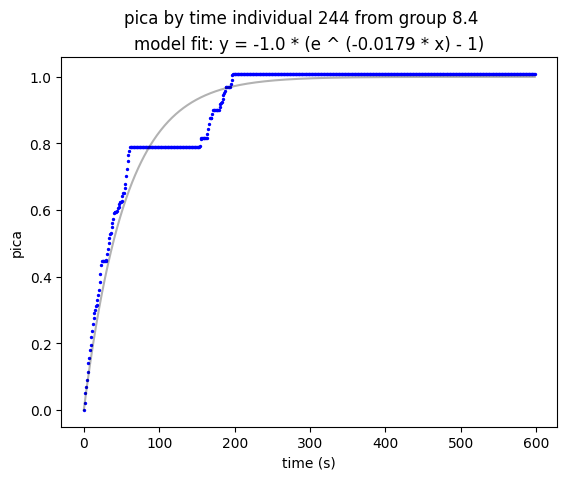 pica by time individual 244 from group 8.4
model fit: y = -1.0 * (e ^ (-0.0179 * x) - 1)
1.0
0.8
0.6
0.4
0.2
0.0
pica
0 100 200 300 400 500 600
time (s)